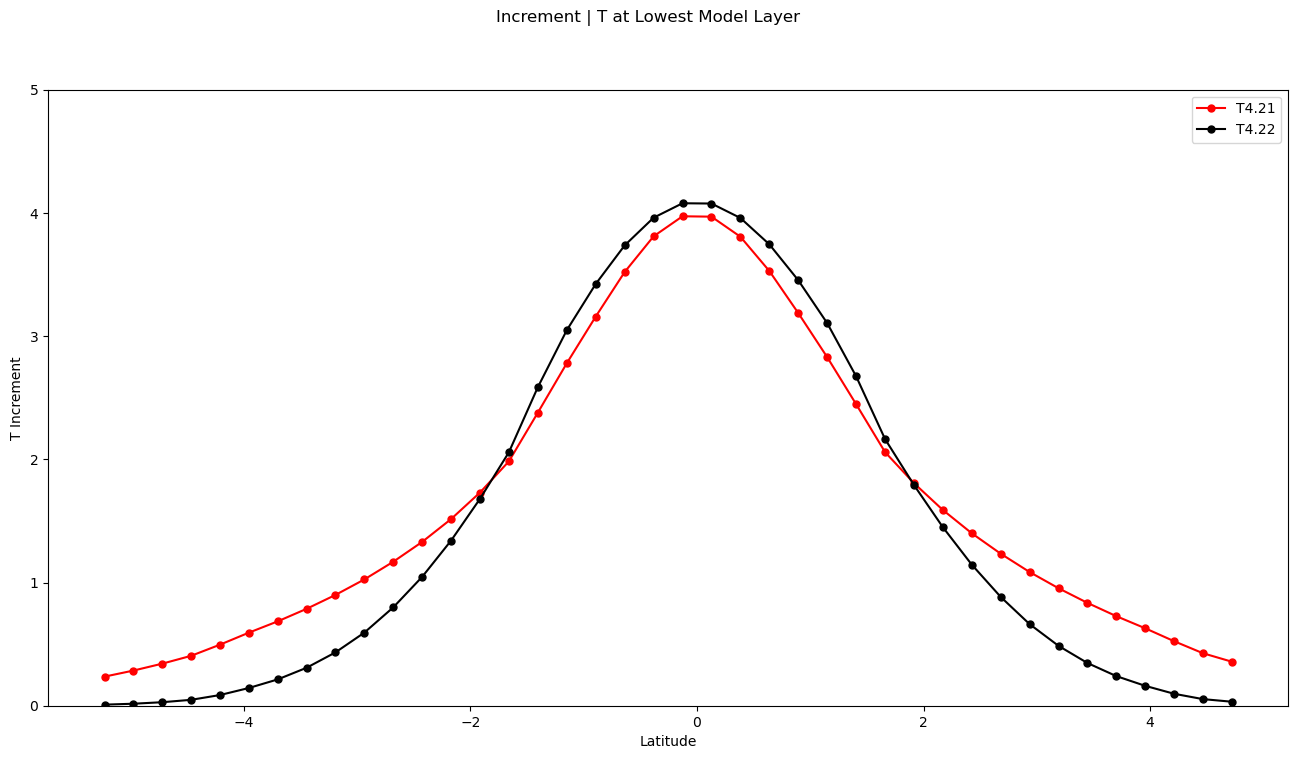 Increment | T at Lowest Model Layer
T4.21
T4.22
T Increment
5
4
3
2
1
0
−4
−2
0
2
4
Latitude